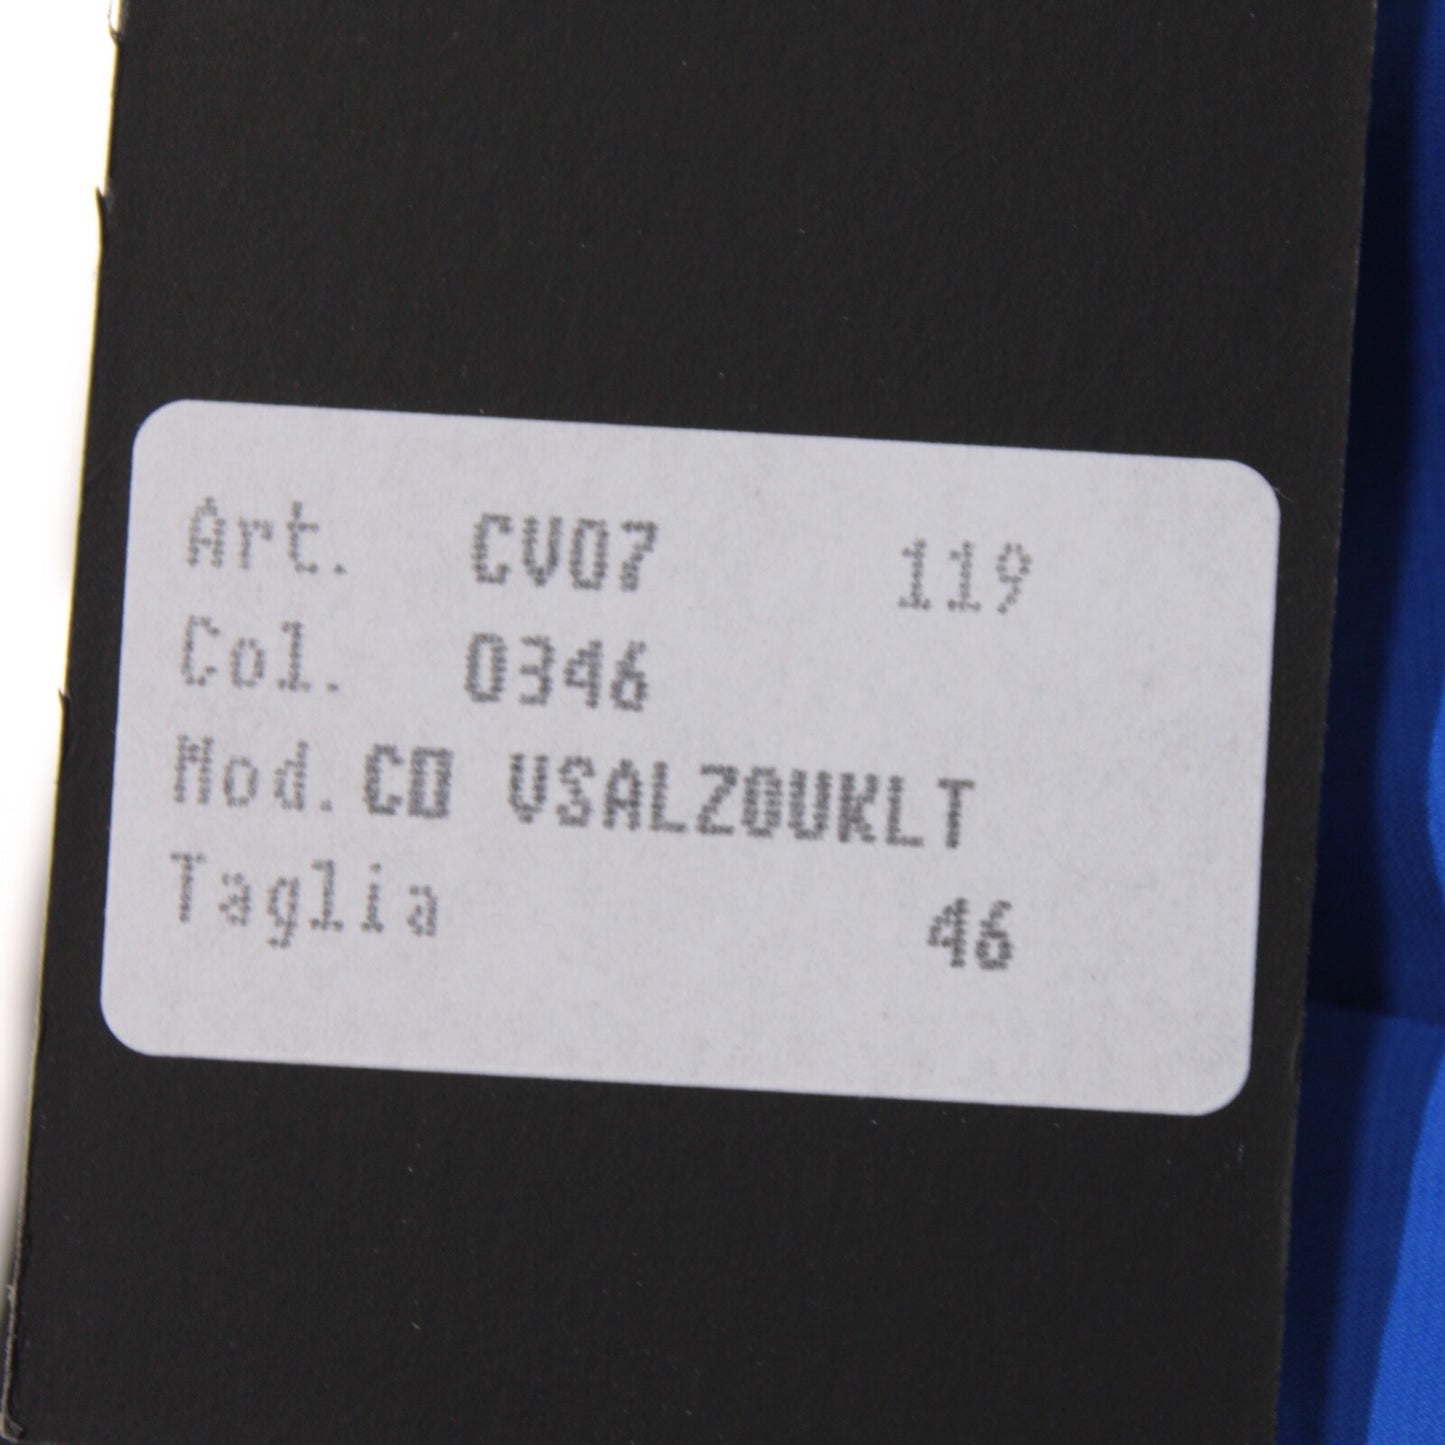 Art. CV07 119
Col. 0346
Mod. CD VSALZOUKLT
Taglia 46